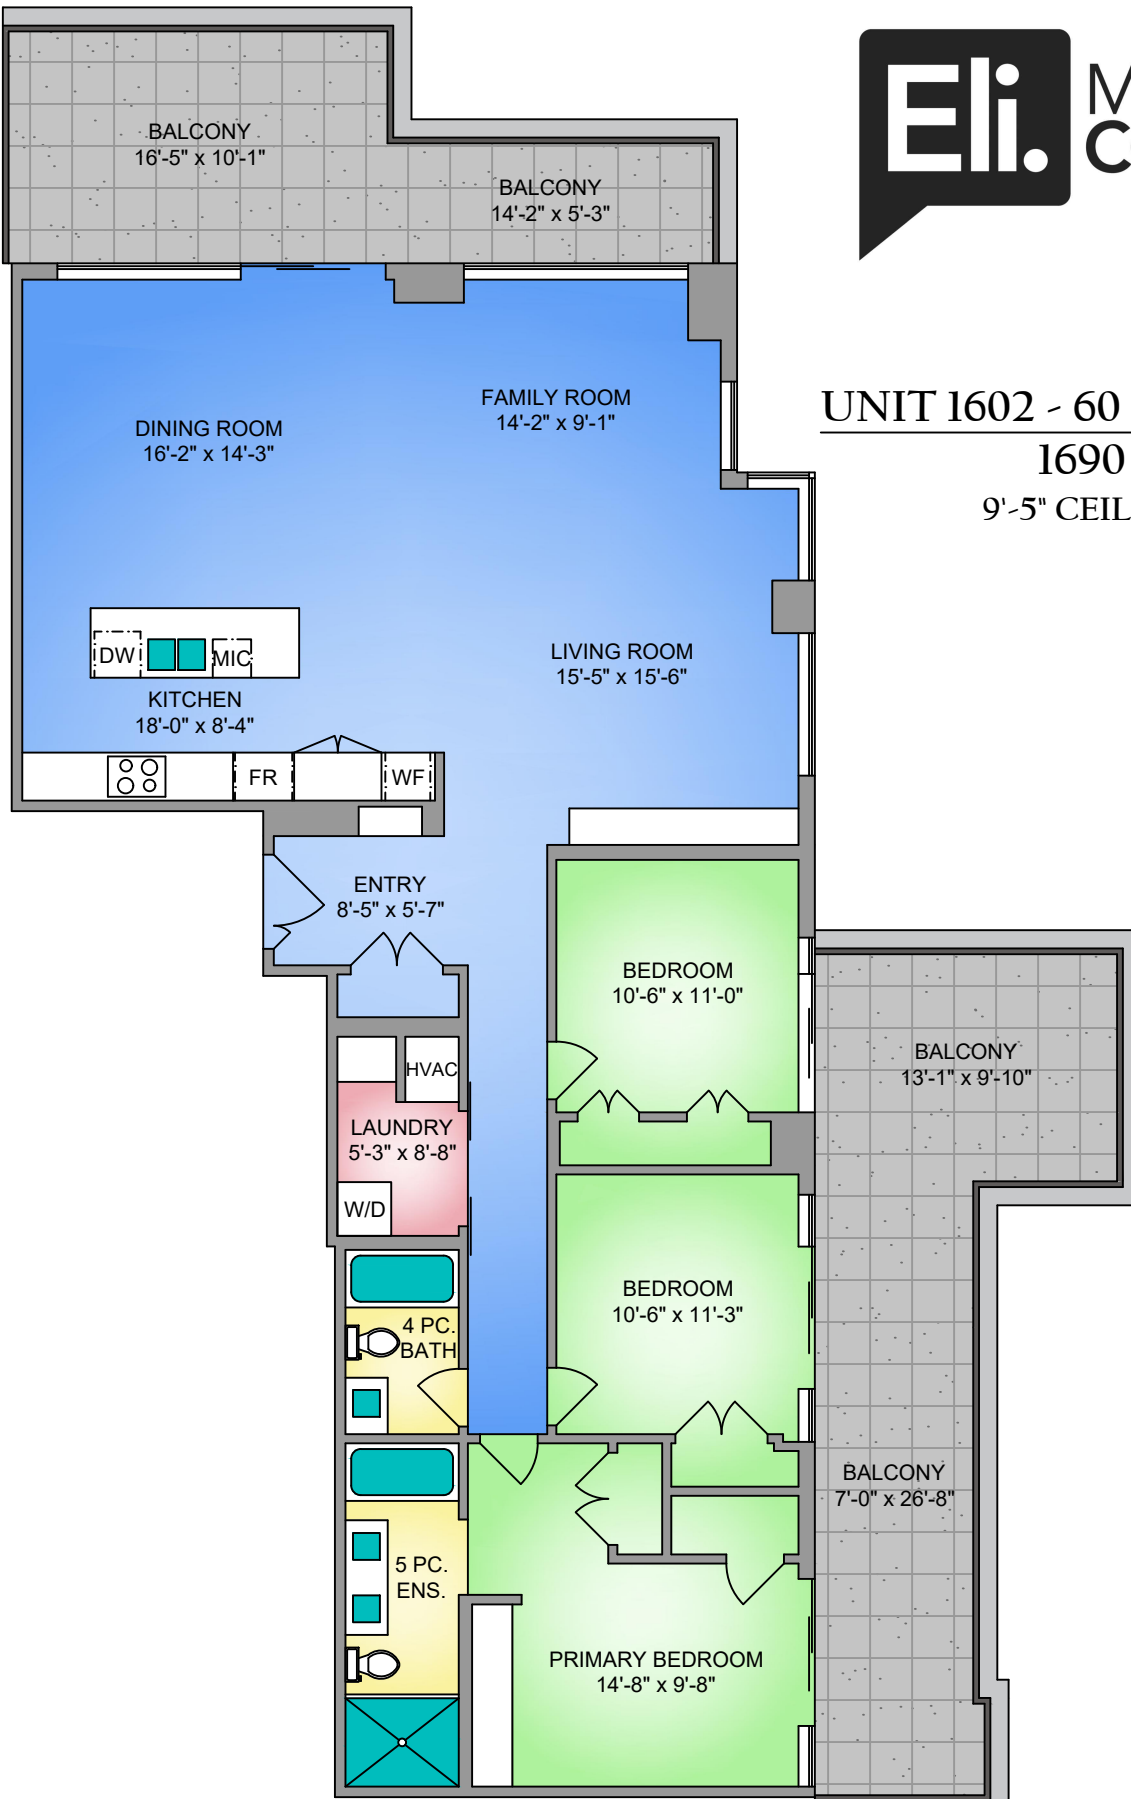 Eli.
BALCONY
16'-5" x 10'-1"
BALCONY
14'-2" x 5'-3"
UNIT 1602 - 60
1690
9'-5" CEIL
DINING ROOM
16'-2" x 14'-3"
FAMILY ROOM
14'-2" x 9'-1"
LIVING ROOM
15'-5" x 15'-6"
DW
MIC
KITCHEN
18'-0" x 8'-4"
FR
WF
ENTRY
8'-5" x 5'-7"
BEDROOM
10'-6" x 11'-0"
HVAC
LAUNDRY
5'-3" x 8'-8"
W/D
BALCONY
13'-1" x 9'-10"
BEDROOM
10'-6" x 11'-3"
4 PC.
BATH
BALCONY
7'-0" x 26'-8"
5 PC.
ENS.
PRIMARY BEDROOM
14'-8" x 9'-8"